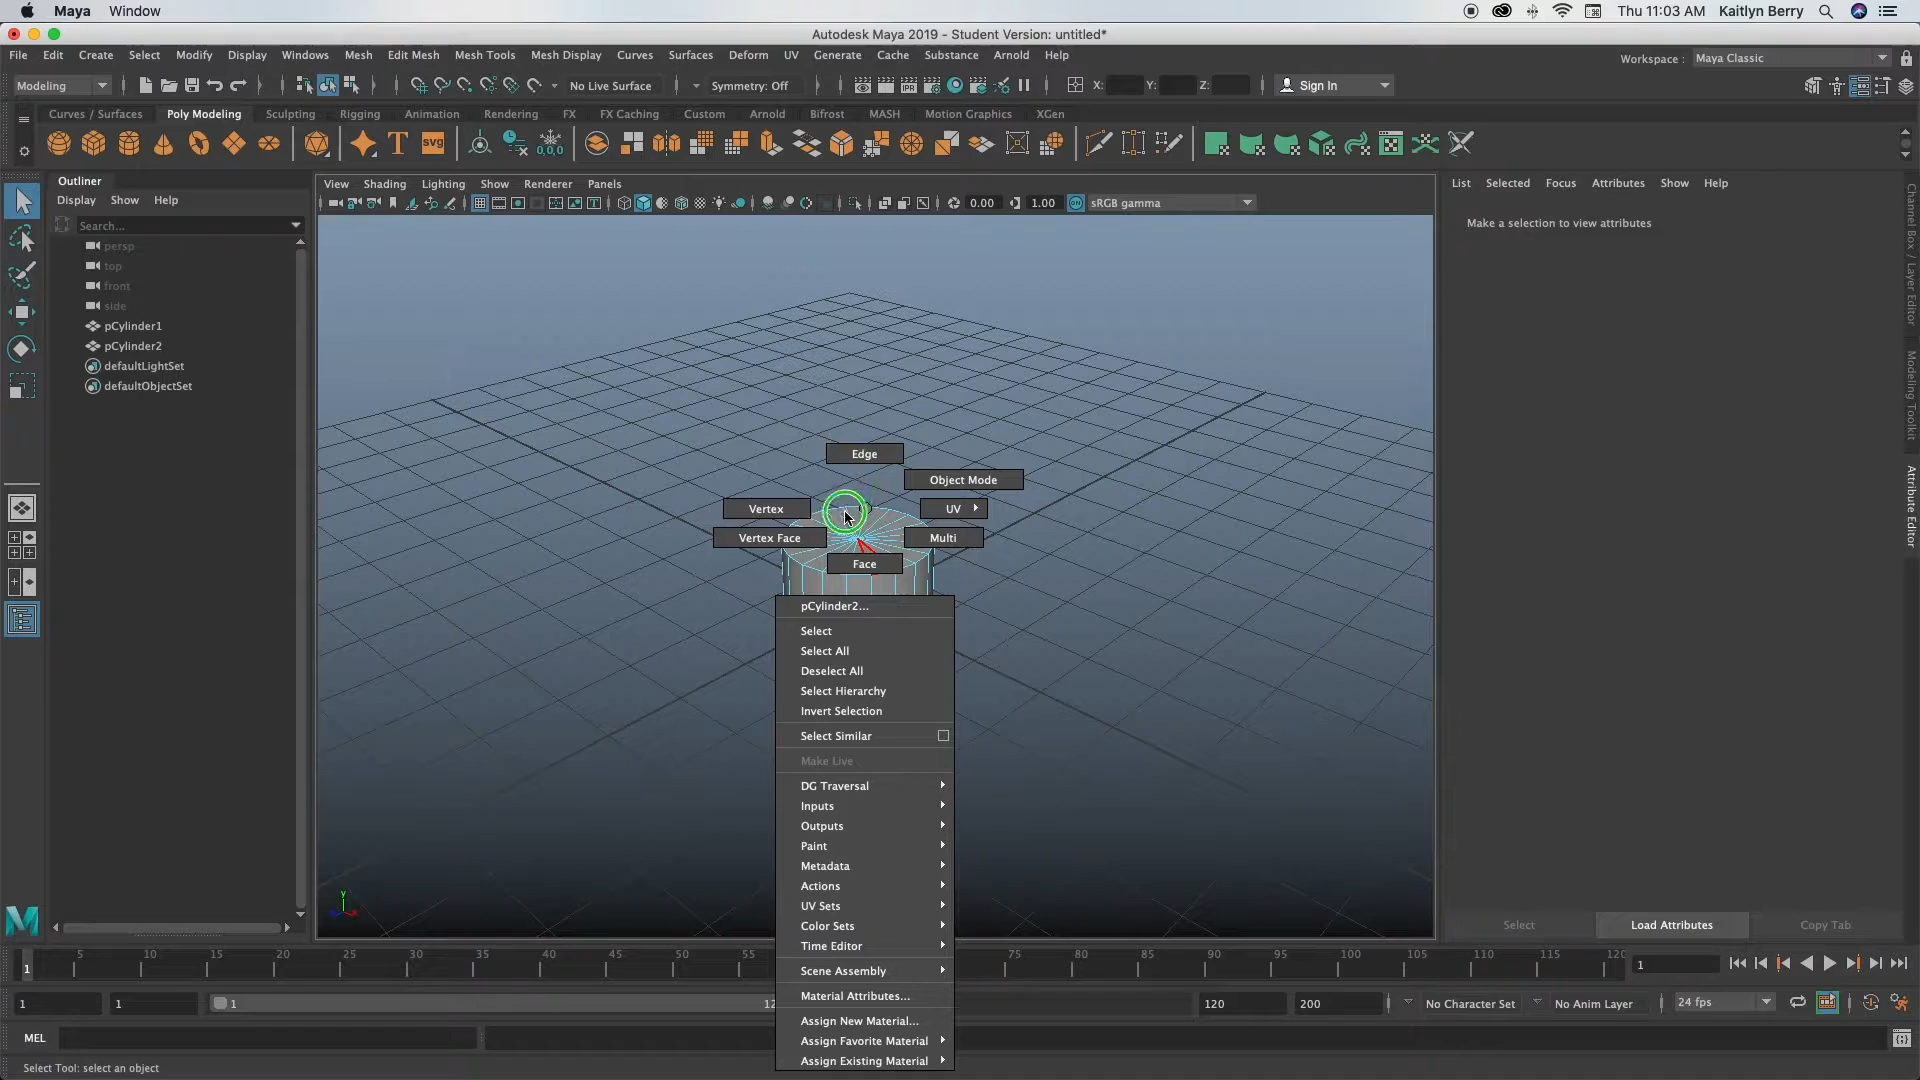 Maya Window Thu 11:03 AM Kaitlyn Berry
Autodesk Maya 2019 - Student Version: untitled*
File Edit Create Select Modify Display Windows Mesh Edit Mesh Mesh Tools Mesh Display Curves Surfaces Deform UV Generate Cache Substance Arnold Help Workspace : Maya Classic
Modeling No Live Surface Symmetry: Off IPR X: Y: Z: Sign In
Curves / Surfaces Poly Modeling Sculpting Rigging Rendering Animation FX FX Caching Custom Arnold Bifrost MASH Motion Graphics XGen
T SVG 0,0,0
Outliner
Display Show Help
Search...
persp
top
front
side
pCylinder1
pCylinder2
defaultLightSet
defaultObjectSet
View Shading Lighting Show Renderer Panels
0.00 1.00 ON sRGB gamma
Edge
Object Mode
Vertex
UV
Vertex Face
Multi
Face
pCylinder2...
Select
Select All
Deselect All
Select Hierarchy
Invert Selection
Select Similar
Make Live
DG Traversal
Inputs
Outputs
Paint
Metadata
Actions
UV Sets
Color Sets
Time Editor
Scene Assembly
Material Attributes...
Assign New Material...
Assign Favorite Material
Assign Existing Material
y
List Selected Focus Attributes Show Help
Make a selection to view attributes
Select Load Attributes Copy Tab
Channel Box / Layer Editor
Modeling Toolkit
Attribute Editor
1 5 10 15 20 25 30 35 40 45 50 55 75 80 85 90 95 100 105 110 115 120 1
1 1 1 12 120 200 No Character Set No Anim Layer 24 fps
MEL
Select Tool: select an object